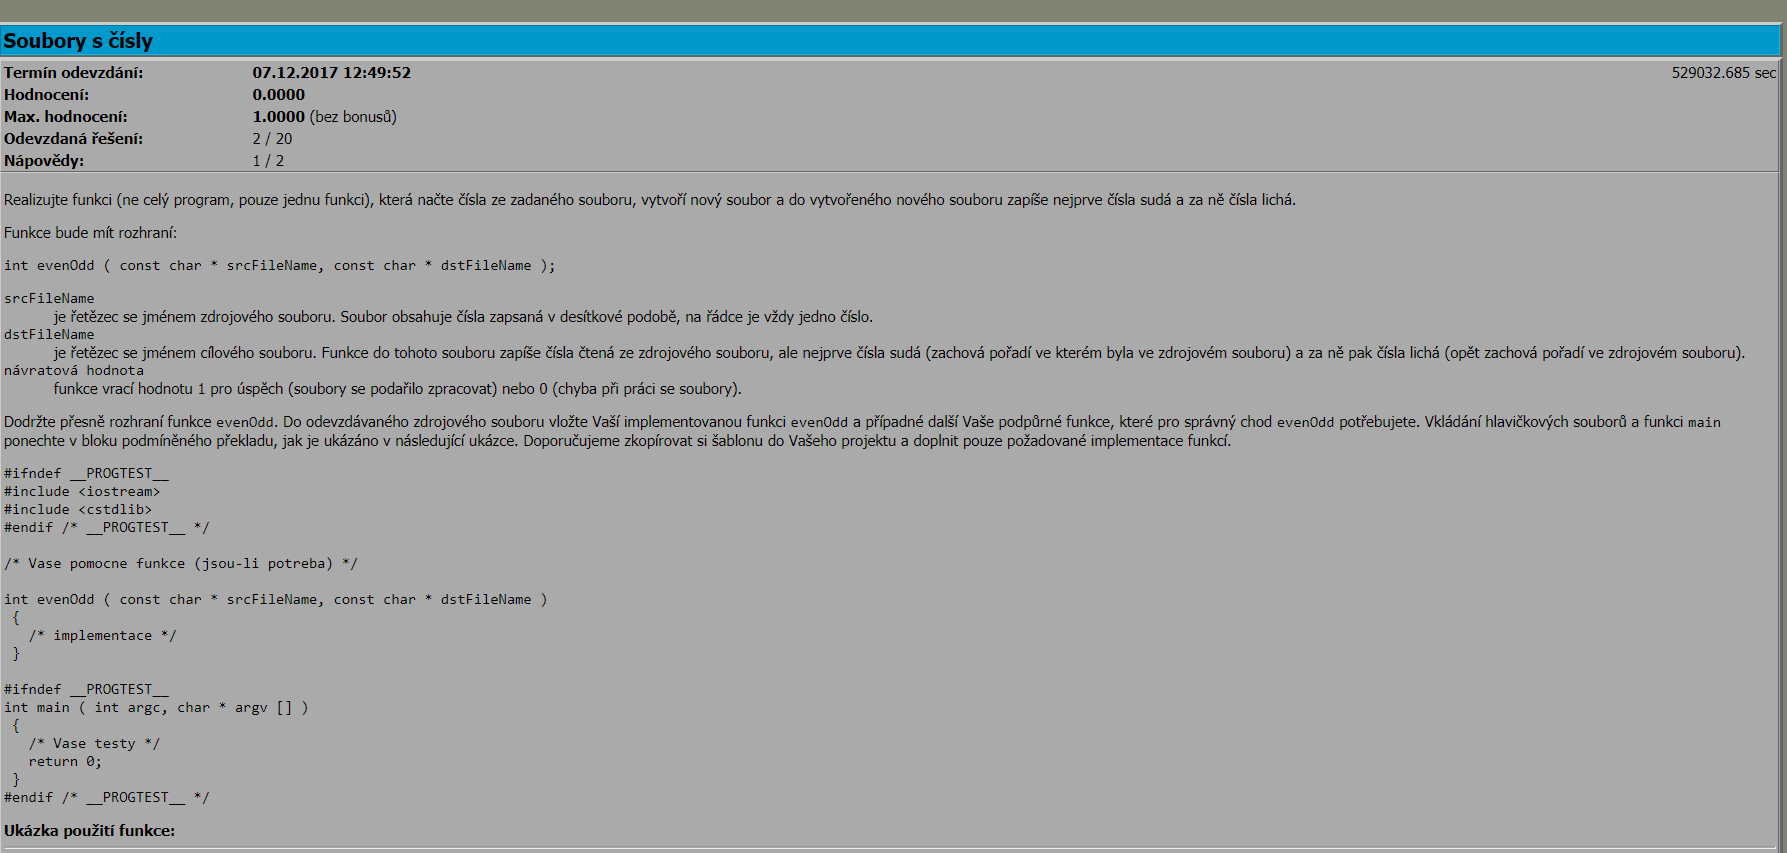 Soubory s čísly
Termín odevzdání: 07.12.2017 12:49:52 529032.685 sec
Hodnocení: 0.0000
Max. hodnocení: 1.0000 (bez bonusů)
Odevzdaná řešení: 2 / 20
Nápovědy: 1 / 2
Realizujte funkci (ne celý program, pouze jednu funkci), která načte čísla ze zadaného souboru, vytvoří nový soubor a do vytvořeného nového souboru zapíše nejprve čísla sudá a za ně čísla lichá.
Funkce bude mít rozhraní:
int evenOdd ( const char * srcFileName, const char * dstFileName );
srcFileName
je řetězec se jménem zdrojového souboru. Soubor obsahuje čísla zapsaná v desítkové podobě, na řádce je vždy jedno číslo.
dstFileName
je řetězec se jménem cílového souboru. Funkce do tohoto souboru zapíše čísla čtená ze zdrojového souboru, ale nejprve čísla sudá (zachová pořadí ve kterém byla ve zdrojovém souboru) a za ně pak čísla lichá (opět zachová pořadí ve zdrojovém souboru).
návratová hodnota
funkce vrací hodnotu 1 pro úspěch (soubory se podařilo zpracovat) nebo 0 (chyba při práci se soubory).
Dodržte přesně rozhraní funkce evenOdd. Do odevzdávaného zdrojového souboru vložte Vaší implementovanou funkci evenOdd a případné další Vaše podpůrné funkce, které pro správný chod evenOdd potřebujete. Vkládání hlavičkových souborů a funkci main
ponechte v bloku podmíněného překladu, jak je ukázáno v následující ukázce. Doporučujeme zkopírovat si šablonu do Vašeho projektu a doplnit pouze požadované implementace funkcí.
#ifndef __PROGTEST__
#include <iostream>
#include <cstdlib>
#endif /* __PROGTEST__ */
/* Vase pomocne funkce (jsou-li potreba) */
int evenOdd ( const char * srcFileName, const char * dstFileName )
{
/* implementace */
}
#ifndef __PROGTEST__
int main ( int argc, char * argv [] )
{
/* Vase testy */
return 0;
}
#endif /* __PROGTEST__ */
Ukázka použití funkce: